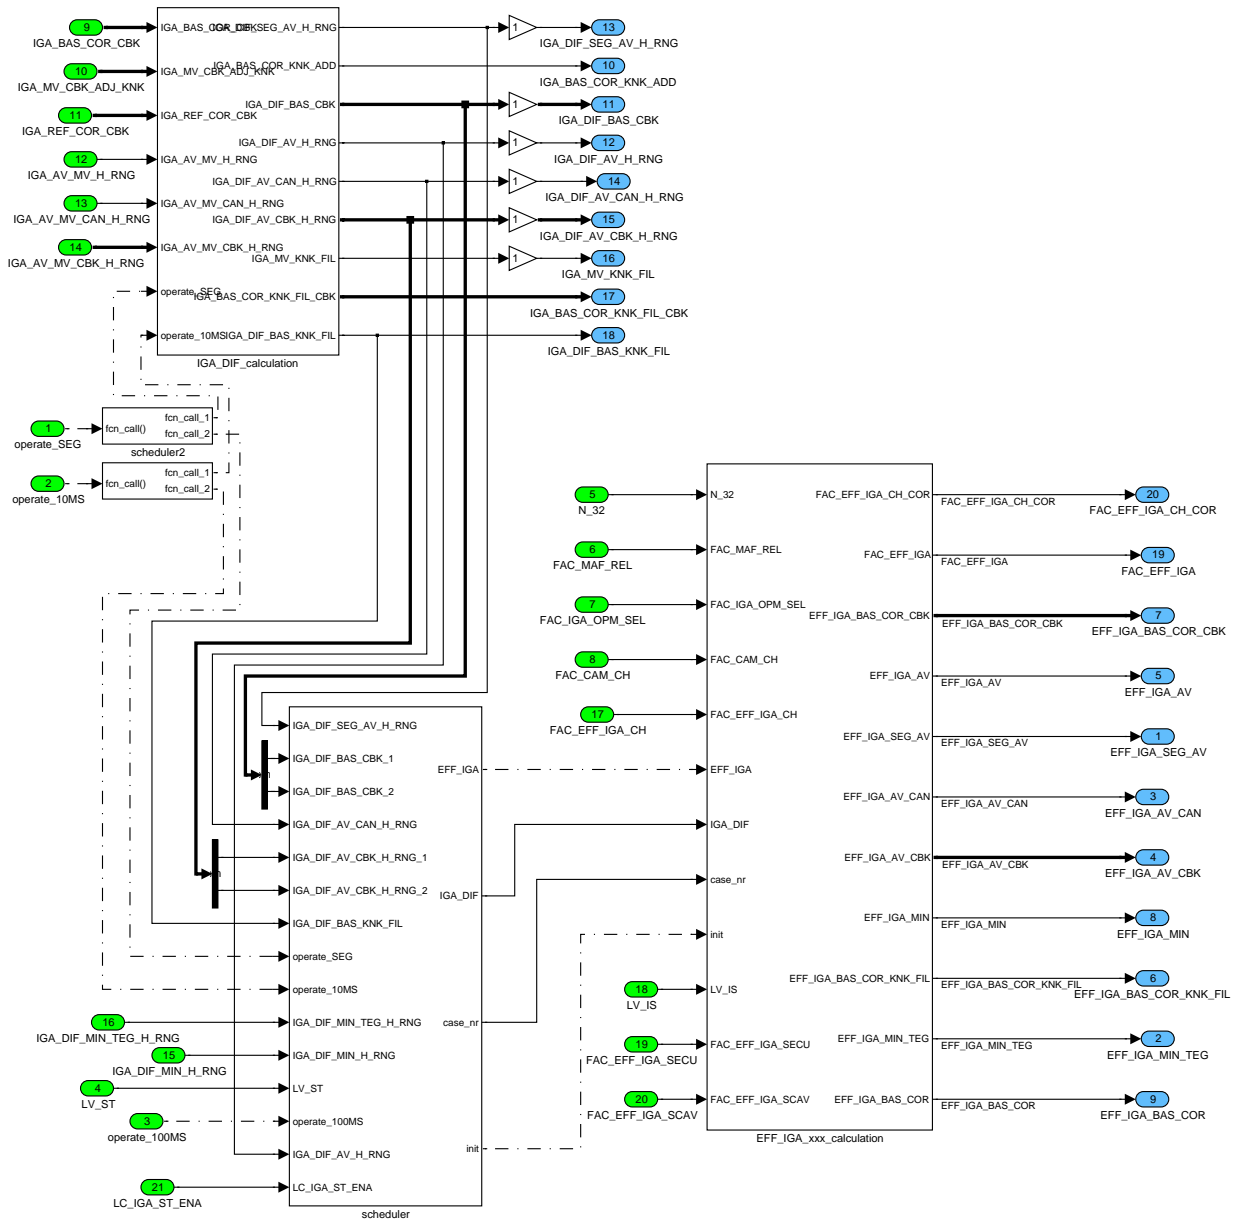 9
IGA_BAS_COR_CBK
10
IGA_MV_CBK_ADJ_KNK
11
IGA_REF_COR_CBK
12
IGA_AV_MV_H_RNG
13
IGA_AV_MV_CAN_H_RNG
14
IGA_AV_MV_CBK_H_RNG
IGA_BAS_COR_CBK
IGA_MV_CBK_ADJ_KNK
IGA_REF_COR_CBK
IGA_AV_MV_H_RNG
IGA_AV_MV_CAN_H_RNG
IGA_AV_MV_CBK_H_RNG
operate_SEG
operate_10MS
IGA_DIF_SEG_AV_H_RNG
IGA_BAS_COR_KNK_ADD
IGA_DIF_BAS_CBK
IGA_DIF_AV_H_RNG
IGA_DIF_AV_CAN_H_RNG
IGA_DIF_AV_CBK_H_RNG
IGA_MV_KNK_FIL
IGA_BAS_COR_KNK_FIL_CBK
IGA_DIF_BAS_KNK_FIL
IGA_DIF_calculation
1
1
1
1
1
1
13
IGA_DIF_SEG_AV_H_RNG
10
IGA_BAS_COR_KNK_ADD
11
IGA_DIF_BAS_CBK
12
IGA_DIF_AV_H_RNG
14
IGA_DIF_AV_CAN_H_RNG
15
IGA_DIF_AV_CBK_H_RNG
16
IGA_MV_KNK_FIL
17
IGA_BAS_COR_KNK_FIL_CBK
18
IGA_DIF_BAS_KNK_FIL
1
operate_SEG
fcn_call()
fcn_call_1
fcn_call_2
scheduler2
2
operate_10MS
fcn_call()
fcn_call_1
fcn_call_2
16
IGA_DIF_MIN_TEG_H_RNG
15
IGA_DIF_MIN_H_RNG
4
LV_ST
3
operate_100MS
21
LC_IGA_ST_ENA
IGA_DIF_SEG_AV_H_RNG
IGA_DIF_BAS_CBK_1
IGA_DIF_BAS_CBK_2
IGA_DIF_AV_CAN_H_RNG
IGA_DIF_AV_CBK_H_RNG_1
IGA_DIF_AV_CBK_H_RNG_2
IGA_DIF_BAS_KNK_FIL
operate_SEG
operate_10MS
IGA_DIF_MIN_TEG_H_RNG
IGA_DIF_MIN_H_RNG
LV_ST
operate_100MS
IGA_DIF_AV_H_RNG
LC_IGA_ST_ENA
EFF_IGA
IGA_DIF
case_nr
init
scheduler
5
N_32
6
FAC_MAF_REL
7
FAC_IGA_OPM_SEL
8
FAC_CAM_CH
17
FAC_EFF_IGA_CH
18
LV_IS
19
FAC_EFF_IGA_SECU
20
FAC_EFF_IGA_SCAV
N_32
FAC_MAF_REL
FAC_IGA_OPM_SEL
FAC_CAM_CH
FAC_EFF_IGA_CH
EFF_IGA
IGA_DIF
case_nr
init
LV_IS
FAC_EFF_IGA_SECU
FAC_EFF_IGA_SCAV
FAC_EFF_IGA_CH_COR
FAC_EFF_IGA
EFF_IGA_BAS_COR_CBK
EFF_IGA_AV
EFF_IGA_SEG_AV
EFF_IGA_AV_CAN
EFF_IGA_AV_CBK
EFF_IGA_MIN
EFF_IGA_BAS_COR_KNK_FIL
EFF_IGA_MIN_TEG
EFF_IGA_BAS_COR
EFF_IGA_xxx_calculation
FAC_EFF_IGA_CH_COR
FAC_EFF_IGA
EFF_IGA_BAS_COR_CBK
EFF_IGA_AV
EFF_IGA_SEG_AV
EFF_IGA_AV_CAN
EFF_IGA_AV_CBK
EFF_IGA_MIN
EFF_IGA_BAS_COR_KNK_FIL
EFF_IGA_MIN_TEG
EFF_IGA_BAS_COR
20
FAC_EFF_IGA_CH_COR
19
FAC_EFF_IGA
7
EFF_IGA_BAS_COR_CBK
5
EFF_IGA_AV
1
EFF_IGA_SEG_AV
3
EFF_IGA_AV_CAN
4
EFF_IGA_AV_CBK
8
EFF_IGA_MIN
6
EFF_IGA_BAS_COR_KNK_FIL
2
EFF_IGA_MIN_TEG
9
EFF_IGA_BAS_COR